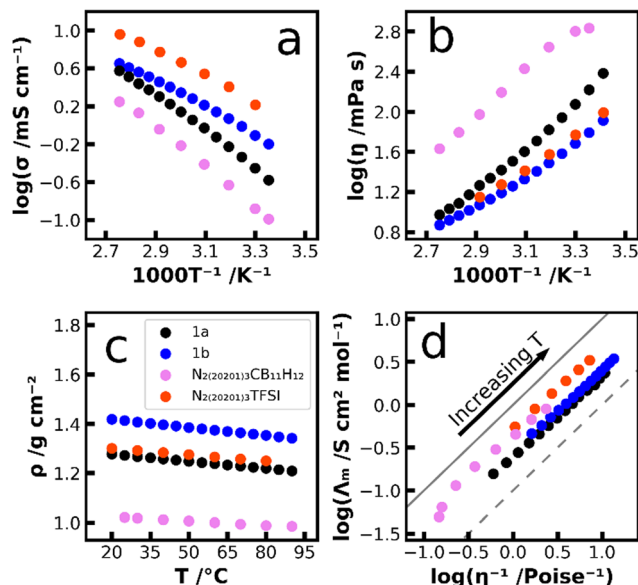 a
log(σ /mS cm⁻¹)
1.0
0.6
0.2
−0.2
−0.6
−1.0
2.7 2.9 3.1 3.3 3.5
1000T⁻¹ /K⁻¹
b
log(η /mPa s)
2.8
2.4
2.0
1.6
1.2
0.8
2.7 2.9 3.1 3.3 3.5
1000T⁻¹ /K⁻¹
c
ρ /g cm⁻²
1.8
1.6
1.4
1.2
1.0
1a
1b
N₂₍₂₀₂₀₁₎₃CB₁₁H₁₂
N₂₍₂₀₂₀₁₎₃TFSI
20 35 50 65 80 95
T /°C
d
log(Λₘ /S cm² mol⁻¹)
1.0
0.5
0.0
−0.5
−1.0
−1.5
Increasing T
−1.0 −0.5 0.0 0.5 1.0
log(η⁻¹ /Poise⁻¹)